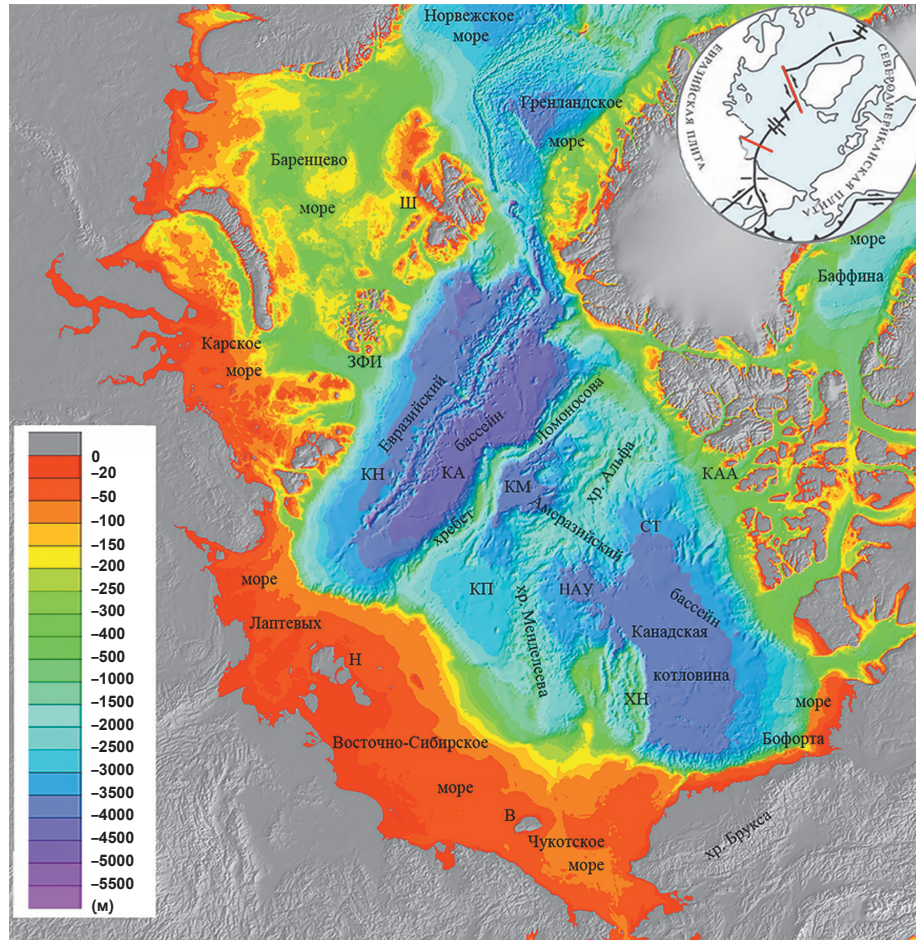 Норвежское
море
Гренландское
море
ЕВРАЗИЙСКАЯ ПЛИТА
СЕВЕРОАМЕРИКАНСКАЯ ПЛИТА
Баренцево
море
Ш
море
Баффина
Карское
море
ЗФИ
Евразийский
бассейн
Ломоносова
хребет
КН
КА
КМ
хр. Альфа
КАА
Амеразийский
бассейн
СТ
КП
НАУ
хр. Менделеева
Канадская
котловина
ХН
море
Бофорта
море
Лаптевых
Н
Восточно-Сибирское
море
В
Чукотское
море
хр. Брукса
0
–20
–50
–100
–150
–200
–250
–300
–400
–500
–1000
–1500
–2000
–2500
–3000
–3500
–4000
–4500
–5000
–5500
(м)